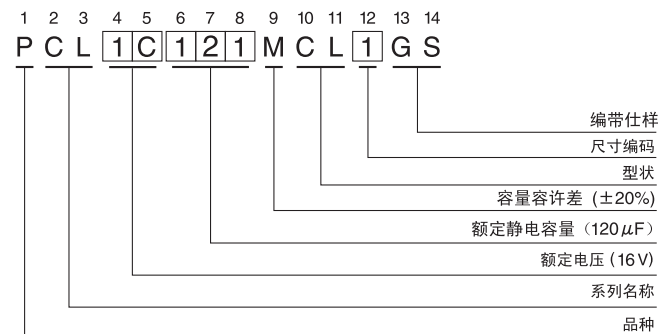 1 2 3 4 5 6 7 8 9 10 11 12 13 14
P C L 1 C 1 2 1 M C L 1 G S
编带仕样
尺寸编码
型状
容量容许差 (±20%)
额定静电容量（120μF）
额定电压 (16V)
系列名称
品种